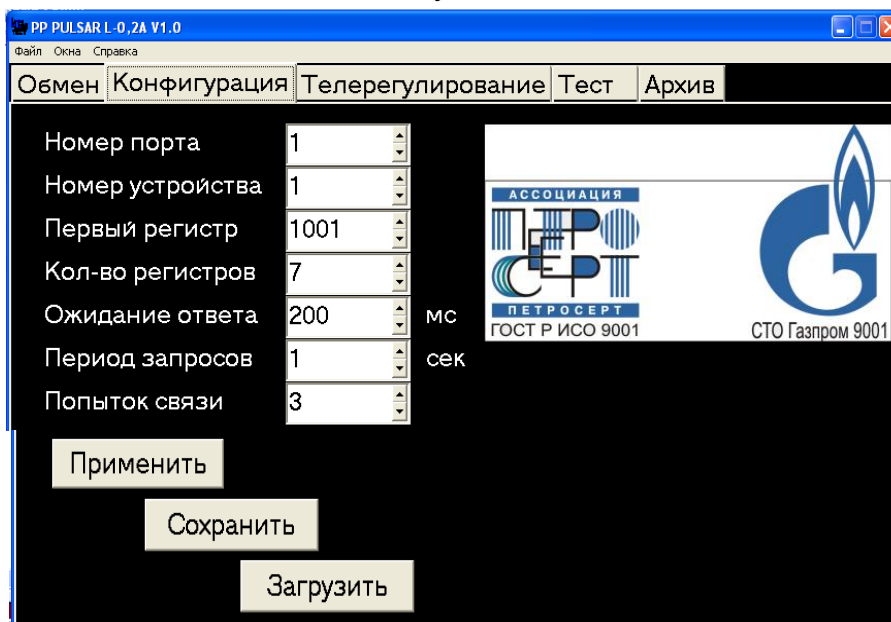 PP PULSAR L-0,2A V1.0
Файл Окна Справка
Обмен Конфигурация Телерегулирование Тест Архив
Номер порта 1
Номер устройства 1
Первый регистр 1001
Кол-во регистров 7
Ожидание ответа 200 мс
Период запросов 1 сек
Попыток связи 3
Применить
Сохранить
Загрузить
АССОЦИАЦИЯ
ПЕТРО
СЕРТ
ПЕТРОСЕРТ
ГОСТ Р ИСО 9001
СТО Газпром 9001